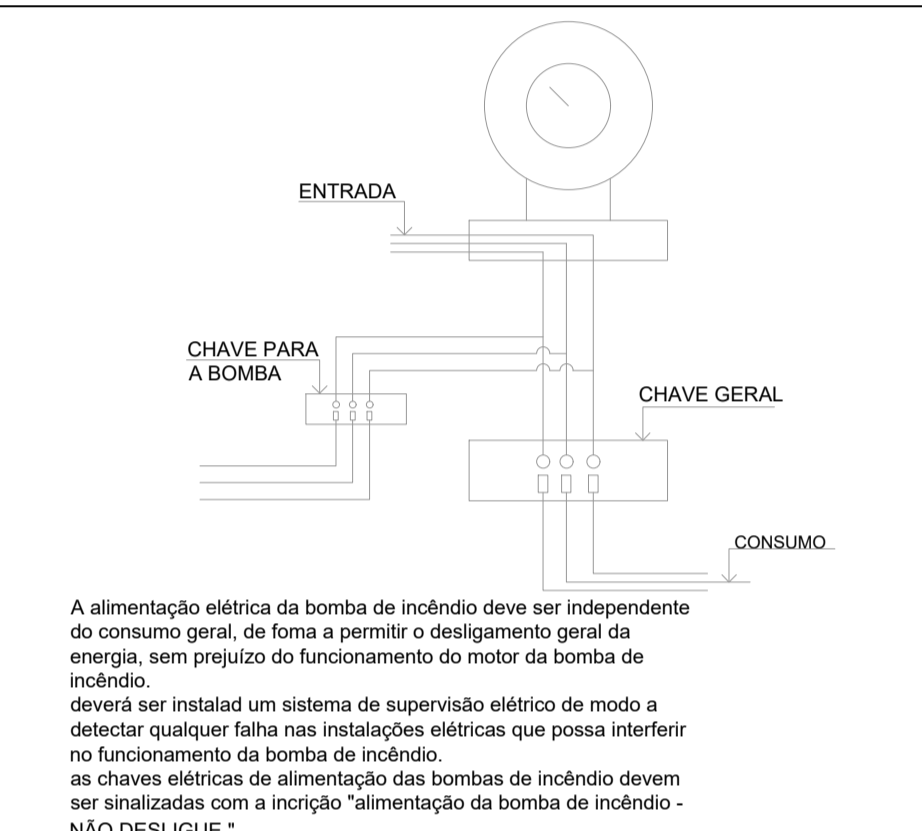 ENTRADA
CHAVE PARA
A BOMBA
CHAVE GERAL
CONSUMO
A alimentação elétrica da bomba de incêndio deve ser independente
do consumo geral, de foma a permitir o desligamento geral da
energia, sem prejuízo do funcionamento do motor da bomba de
incêndio.
deverá ser instalad um sistema de supervisão elétrico de modo a
detectar qualquer falha nas instalações elétricas que possa interferir
no funcionamento da bomba de incêndio.
as chaves elétricas de alimentação das bombas de incêndio devem
ser sinalizadas com a incrição "alimentação da bomba de incêndio -
NÃO DESLIGUE "